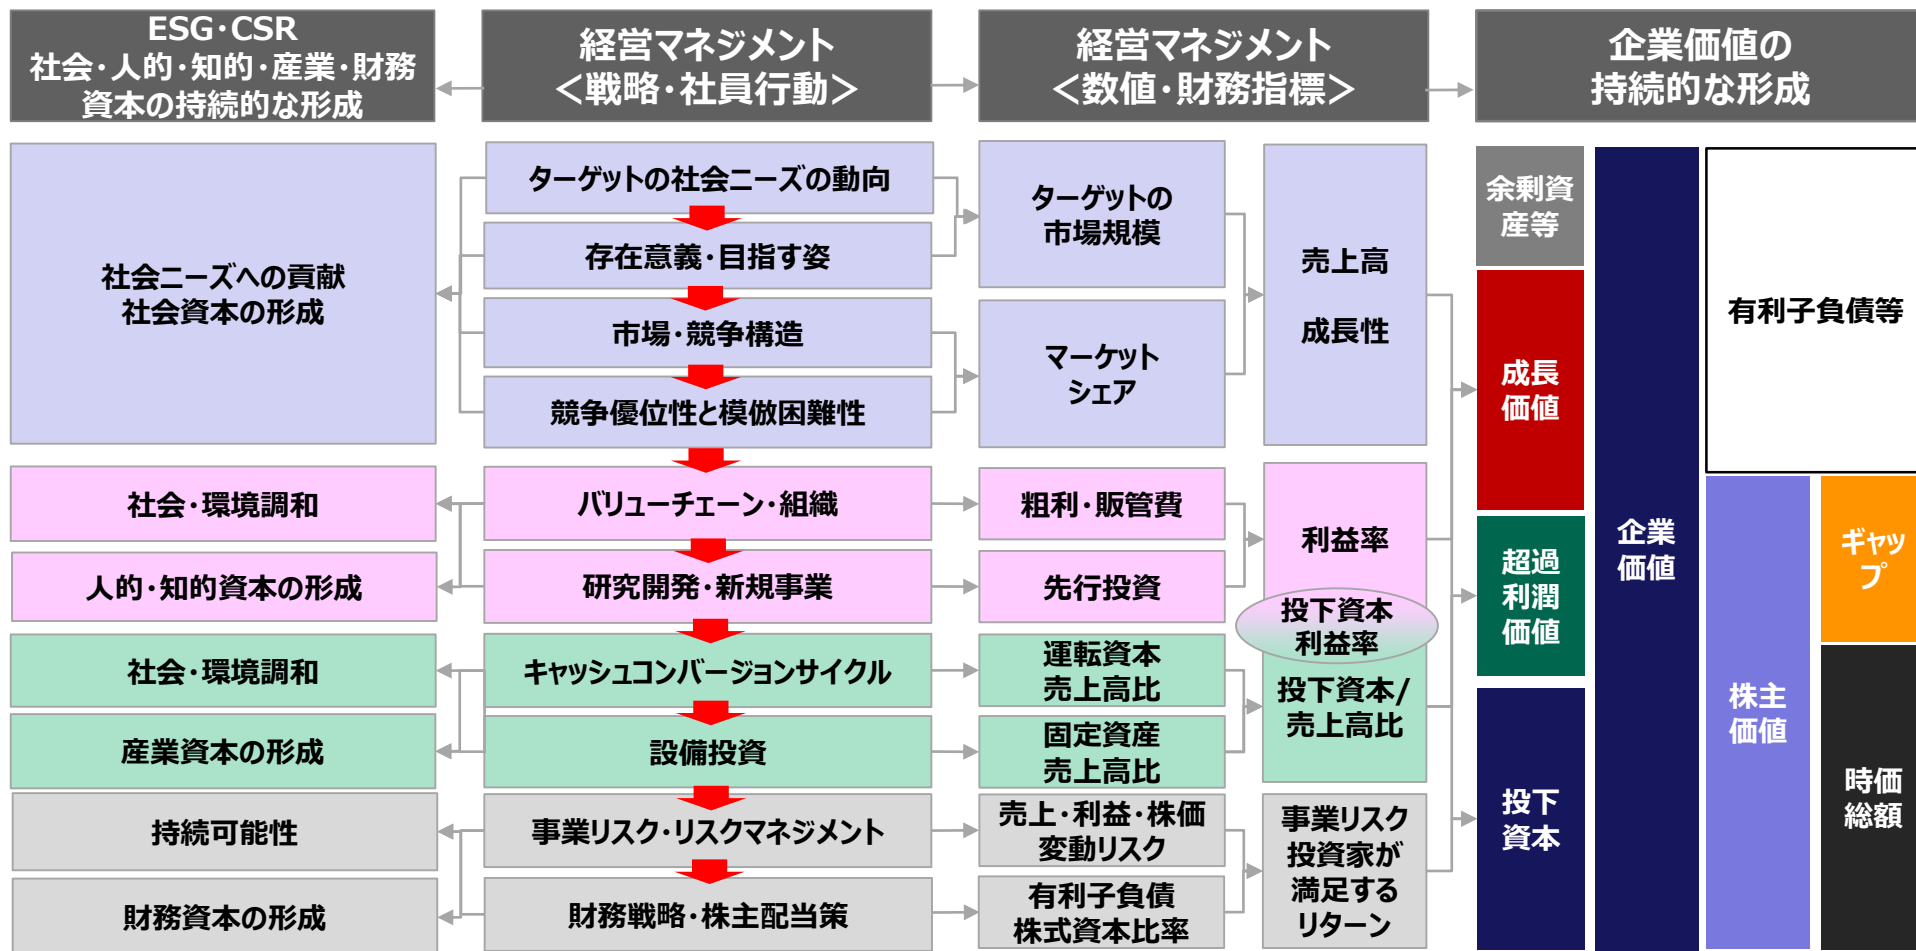 ESG・CSR
社会・人的・知的・産業・財務
資本の持続的な形成
経営マネジメント
＜戦略・社員行動＞
経営マネジメント
＜数値・財務指標＞
企業価値の
持続的な形成
社会ニーズへの貢献
社会資本の形成
社会・環境調和
人的・知的資本の形成
社会・環境調和
産業資本の形成
持続可能性
財務資本の形成
ターゲットの社会ニーズの動向
存在意義・目指す姿
市場・競争構造
競争優位性と模倣困難性
バリューチェーン・組織
研究開発・新規事業
キャッシュコンバージョンサイクル
設備投資
事業リスク・リスクマネジメント
財務戦略・株主配当策
ターゲットの
市場規模
マーケット
シェア
粗利・販管費
先行投資
運転資本
売上高比
固定資産
売上高比
売上・利益・株価
変動リスク
有利子負債
株式資本比率
売上高
成長性
利益率
投下資本
利益率
投下資本/
売上高比
事業リスク
投資家が
満足する
リターン
余剰資
産等
成長
価値
超過
利潤
価値
投下
資本
企業
価値
有利子負債等
株主
価値
ギャッ
プ
時価
総額